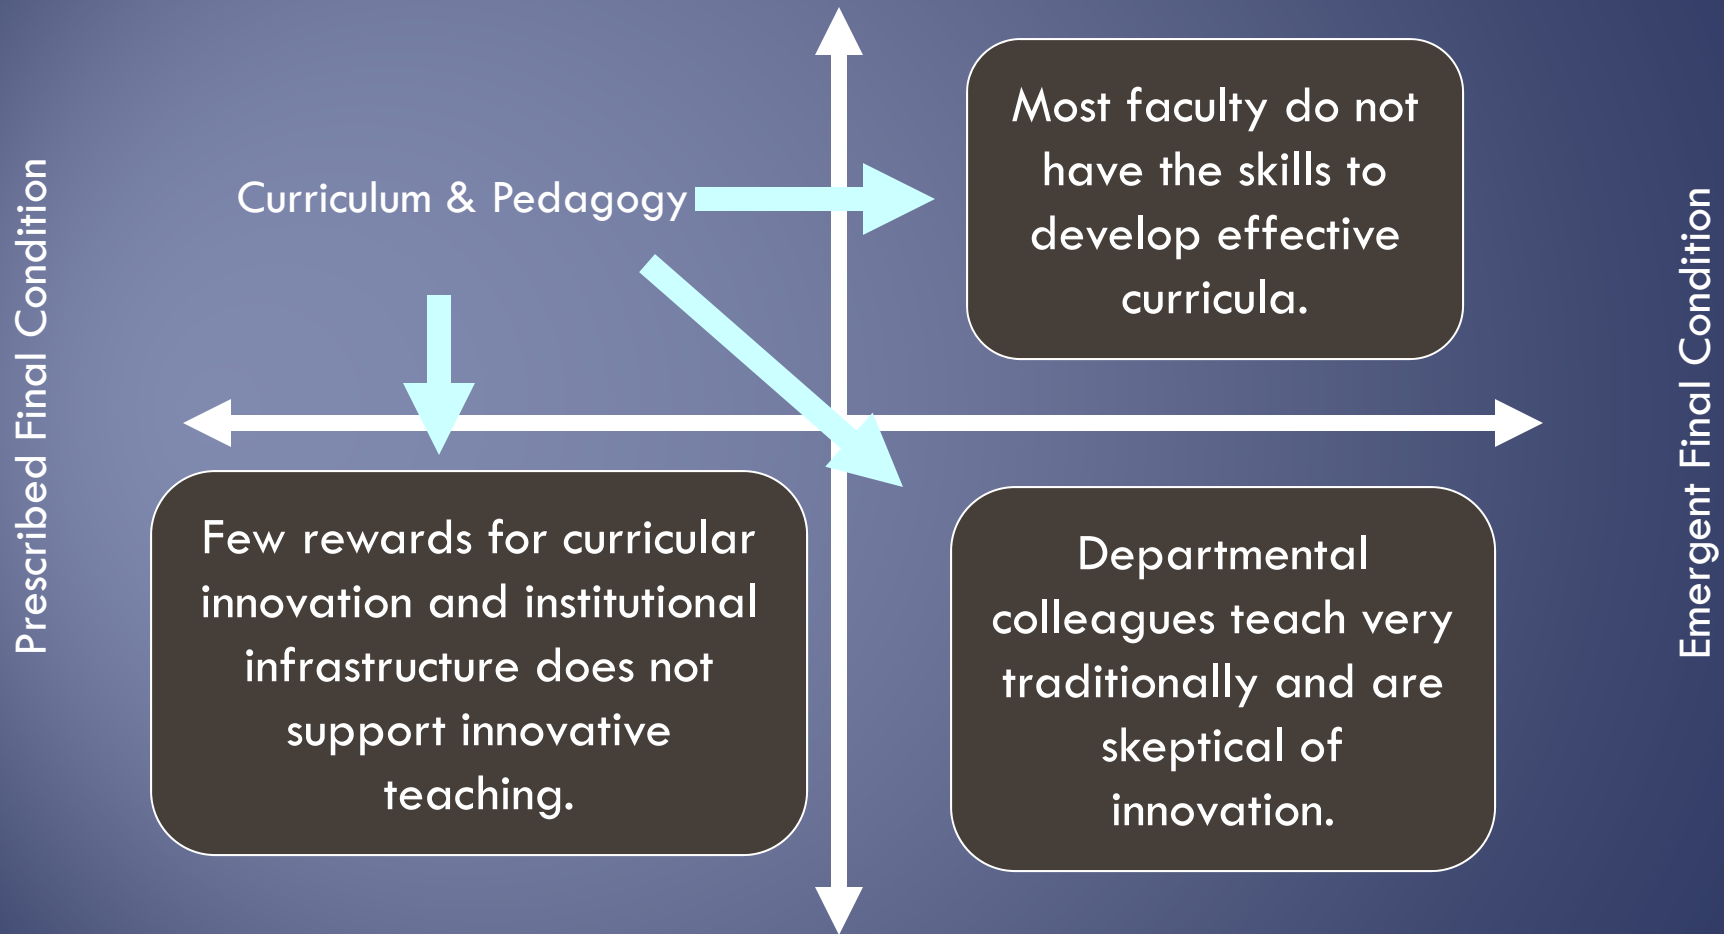 Prescribed Final Condition
Curriculum & Pedagogy
Most faculty do not
have the skills to
develop effective
curricula.
Few rewards for curricular
innovation and institutional
infrastructure does not
support innovative
teaching.
Departmental
colleagues teach very
traditionally and are
skeptical of
innovation.
Emergent Final Condition